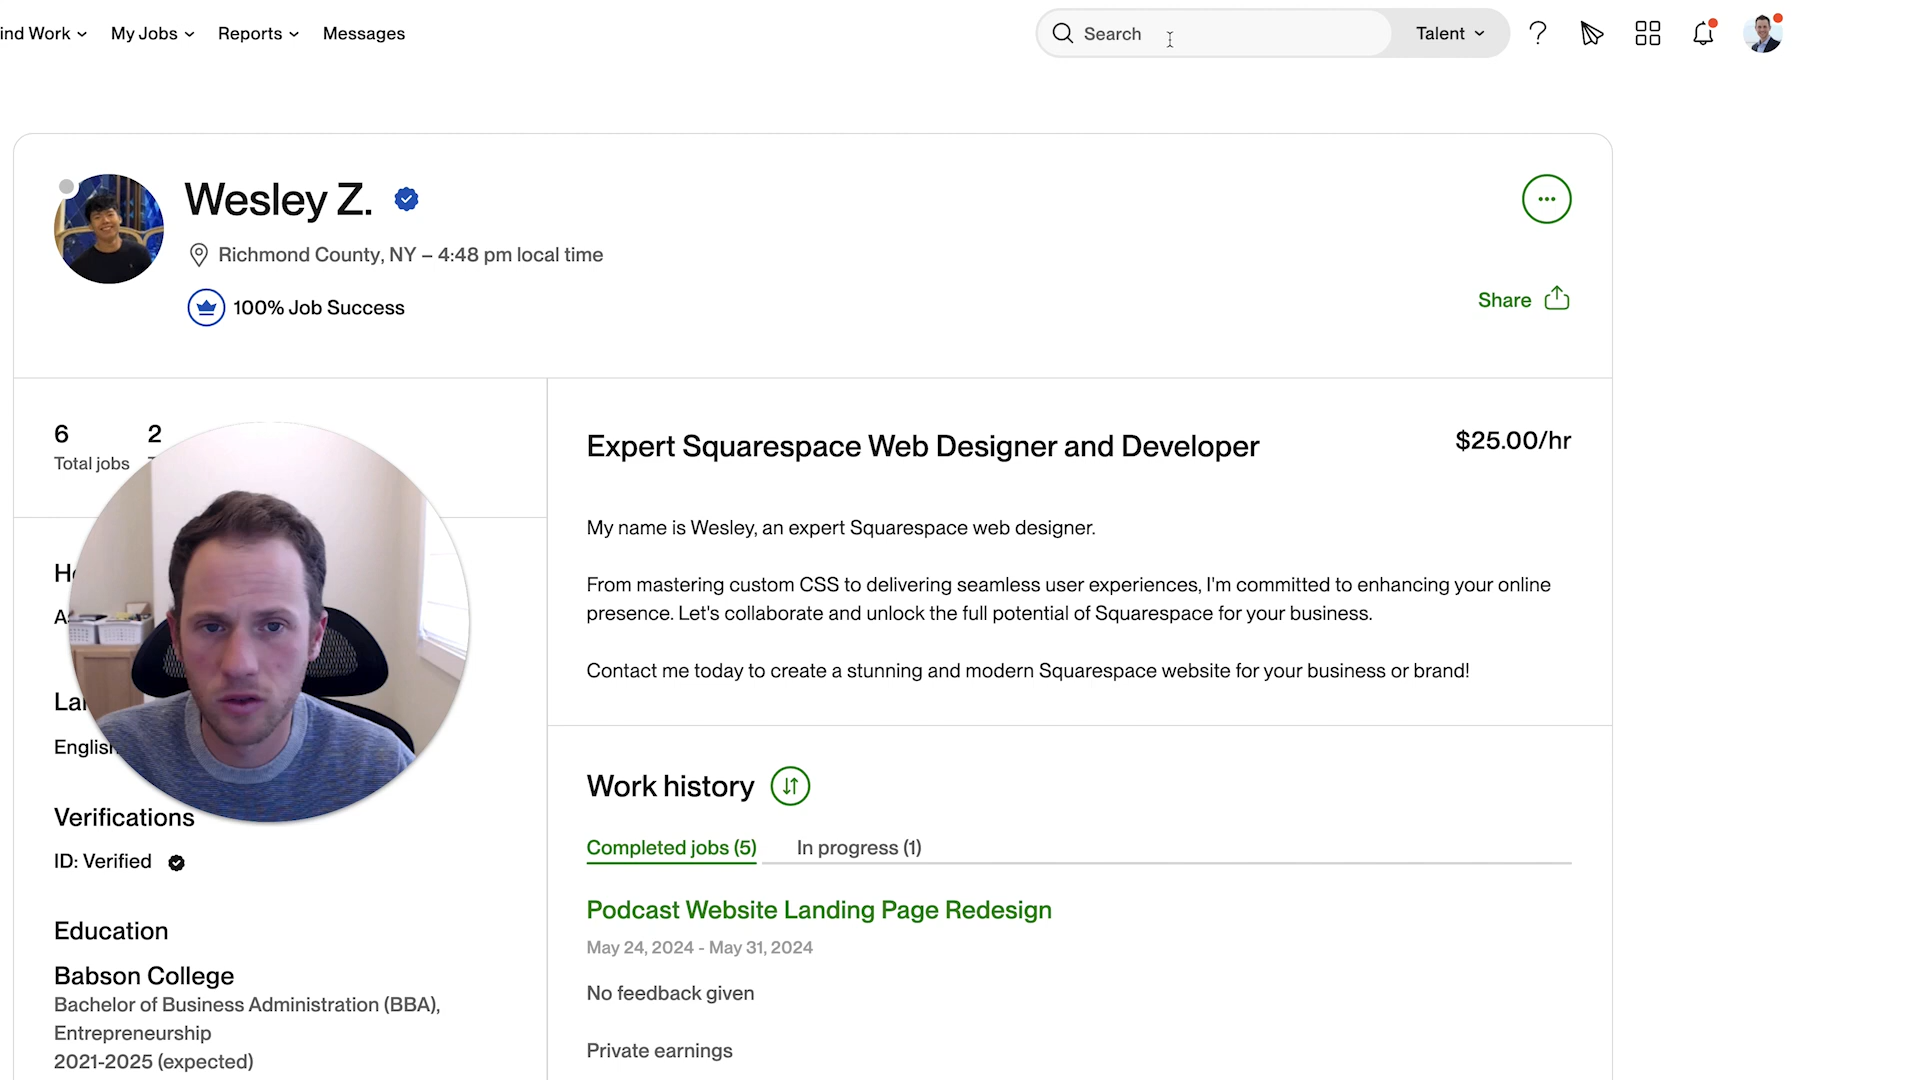 ind Work
My Jobs
Reports
Messages
Search
Talent
Wesley Z.
Richmond County, NY – 4:48 pm local time
100% Job Success
Share
6
2
Total jobs
Expert Squarespace Web Designer and Developer
$25.00/hr
My name is Wesley, an expert Squarespace web designer.
From mastering custom CSS to delivering seamless user experiences, I'm committed to enhancing your online
presence. Let's collaborate and unlock the full potential of Squarespace for your business.
Contact me today to create a stunning and modern Squarespace website for your business or brand!
English
Verifications
ID: Verified
Education
Babson College
Bachelor of Business Administration (BBA),
Entrepreneurship
2021-2025 (expected)
Work history
Completed jobs (5)
In progress (1)
Podcast Website Landing Page Redesign
May 24, 2024 - May 31, 2024
No feedback given
Private earnings